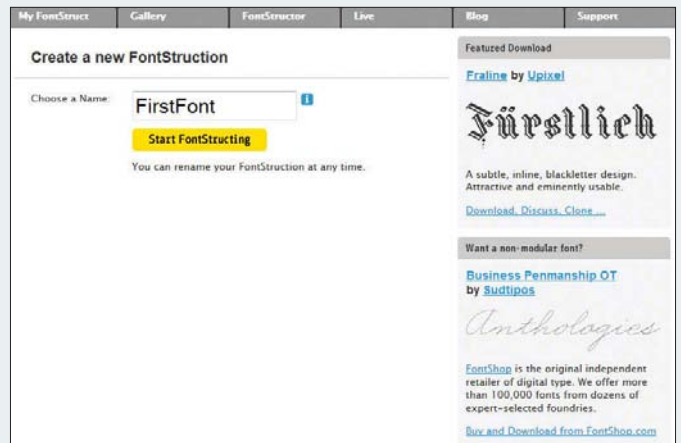 My FontStruct Gallery FontStructor Live Blog Support
Create a new FontStruction
Choose a Name: FirstFont i
Start FontStructing
You can rename your FontStruction at any time.
Featured Download
Fraline by Upixel
Fürstlich
A subtle, inline, blackletter design.
Attractive and eminently usable.
Download, Discuss, Clone ...
Want a non-modular font?
Business Penmanship OT
by Sudtipos
Anthologies
FontShop is the original independent
retailer of digital type. We offer more
than 100,000 fonts from dozens of
expert-selected foundries.
Buy and Download from FontShop.com